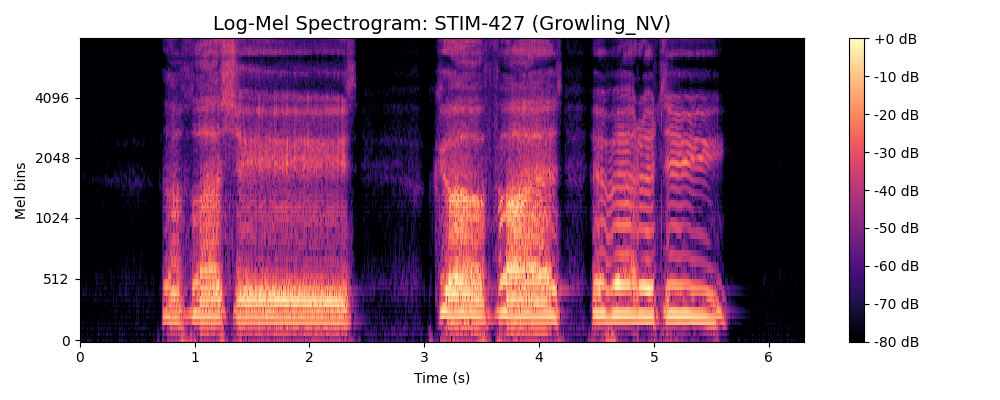 Log-Mel Spectrogram: STIM-427 (Growling_NV)
+0 dB
-10 dB
-20 dB
-30 dB
-40 dB
-50 dB
-60 dB
-70 dB
-80 dB
Mel bins
4096
2048
1024
512
0
0 1 2 3 4 5 6
Time (s)